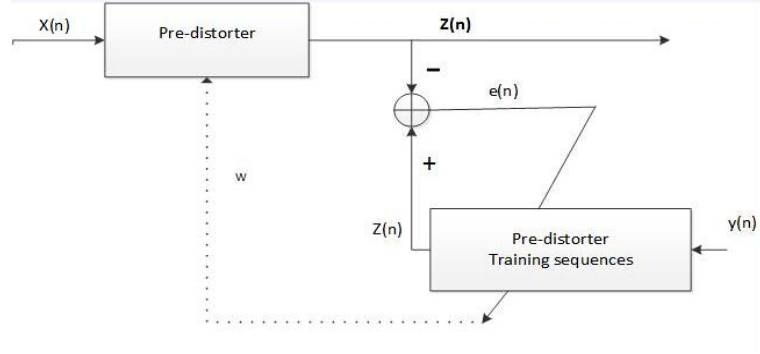 X(n)
Pre-distorter
Z(n)
−
e(n)
+
w
Z(n)
Pre-distorter
Training sequences
y(n)